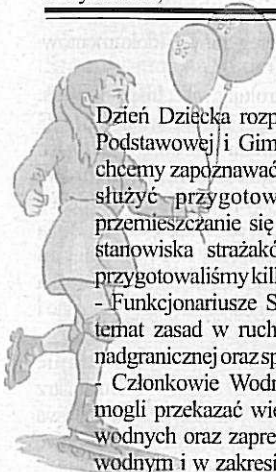 Dzień Dziecka rozp
Podstawowej i Gim
chcemy zapoznawać
służyć przygotow
przemieszczanie się
stanowiska strażakó
przygotowaliśmy kill
- Funkcjonariusze S
temat zasad w ruch
nadgranicznej oraz sp
- Członkowie Wodn
mogli przekazać wie
wodnych oraz zapre
wodnym i w zakresi